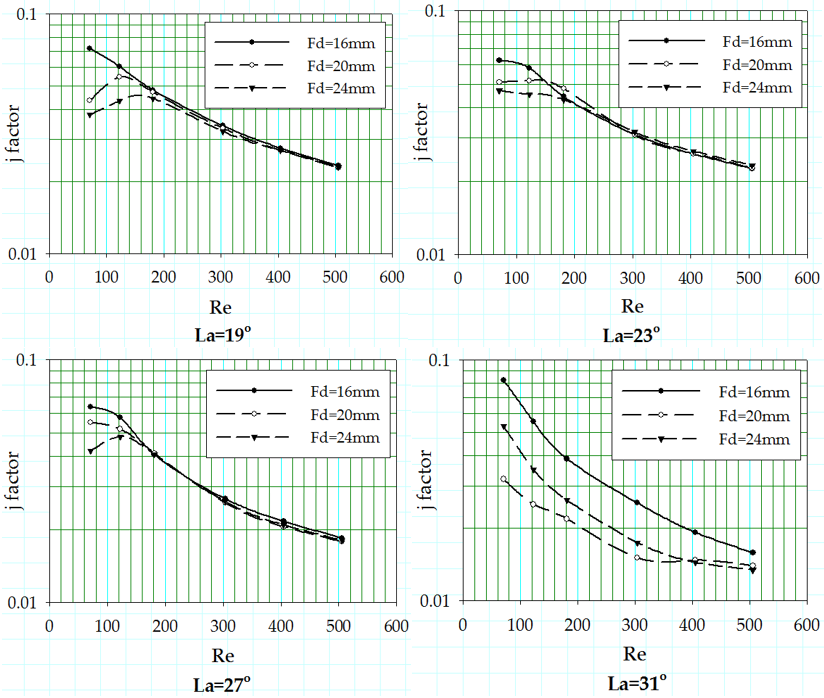 0.1
j factor
0.01
Fd=16mm
Fd=20mm
Fd=24mm
0 100 200 300 400 500 600
Re
La=19º
0.1
j factor
0.01
Fd=16mm
Fd=20mm
Fd=24mm
0 100 200 300 400 500 600
Re
La=23º
0.1
j factor
0.01
Fd=16mm
Fd=20mm
Fd=24mm
0 100 200 300 400 500 600
Re
La=27º
0.1
j factor
0.01
Fd=16mm
Fd=20mm
Fd=24mm
0 100 200 300 400 500 600
Re
La=31º